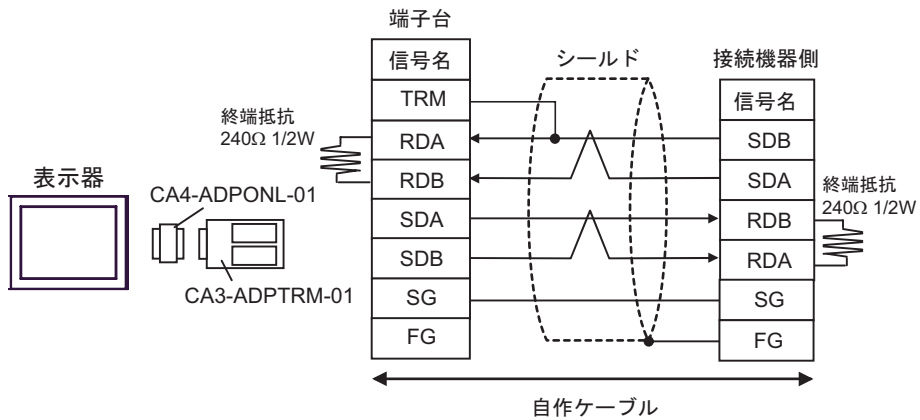 端子台
信号名
TRM
RDA
RDB
SDA
SDB
SG
FG
終端抵抗
240Ω 1/2W
表示器
CA4-ADPONL-01
CA3-ADPTRM-01
シールド
接続機器側
信号名
SDB
SDA
RDB
RDA
SG
FG
終端抵抗
240Ω 1/2W
自作ケーブル